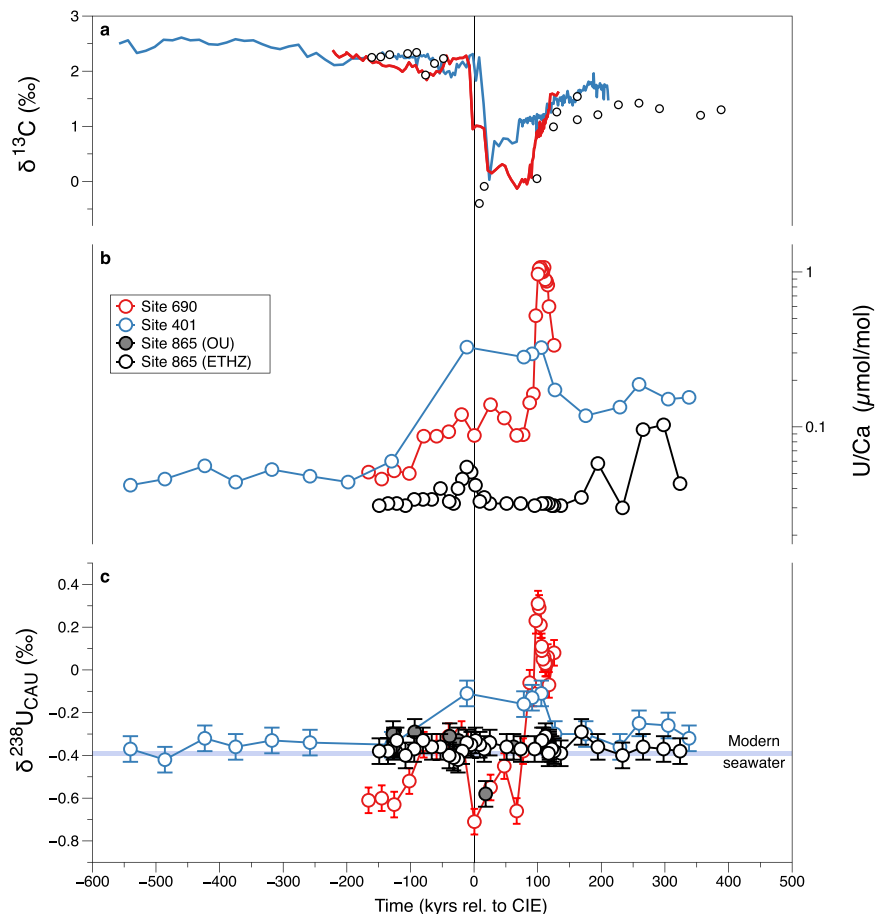 a
3
2
1
0
δ¹³C (‰)
b
Site 690
Site 401
Site 865 (OU)
Site 865 (ETHZ)
1
0.1
U/Ca (µmol/mol)
c
0.4
0.2
0
−0.2
−0.4
−0.6
−0.8
δ²³⁸U_CAU (‰)
Modern
seawater
−600 −500 −400 −300 −200 −100 0 100 200 300 400 500
Time (kyrs rel. to CIE)